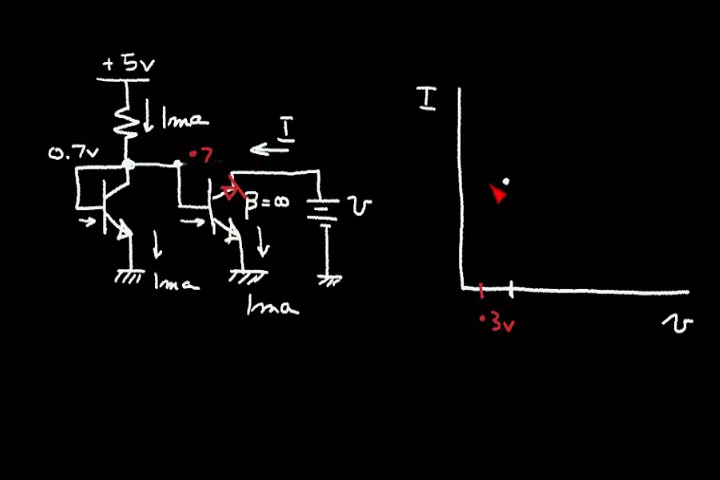 +5v
1ma
0.7v
.7
I
β=∞
v
1ma
1ma
I
.3v
v